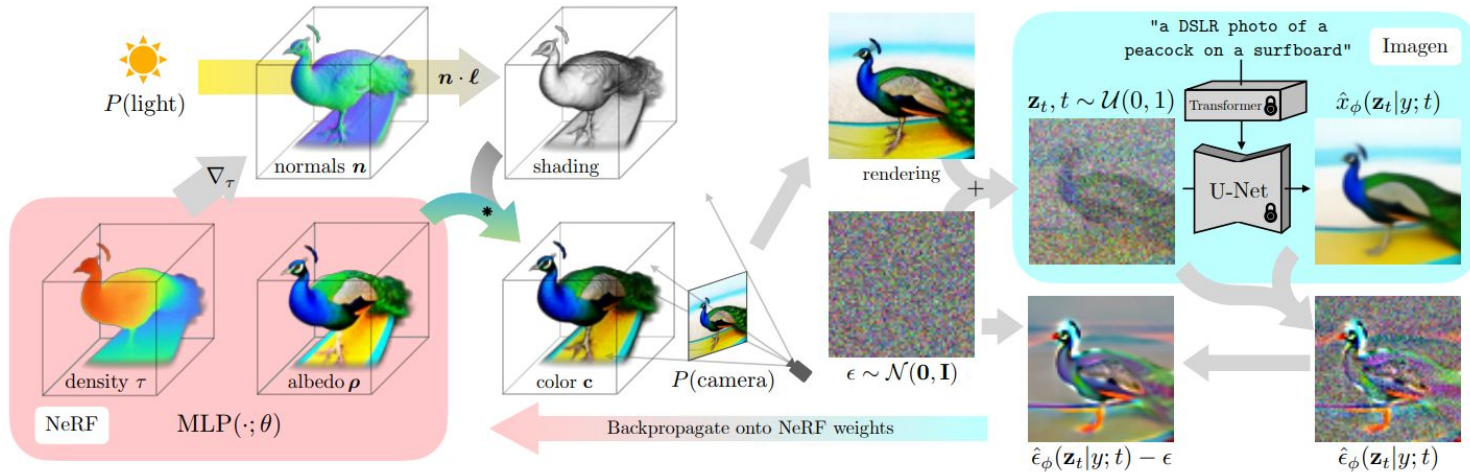 P(light)
n · ℓ
normals n
shading
∇τ
*
density τ
albedo ρ
NeRF
MLP(·; θ)
color c
P(camera)
rendering
+
ϵ ∼ N(0, I)
"a DSLR photo of a
peacock on a surfboard"
Imagen
Transformer
z_t, t ∼ U(0, 1)
x̂_ϕ(z_t|y; t)
U-Net
Backpropagate onto NeRF weights
ϵ̂_ϕ(z_t|y; t) − ϵ
ϵ̂_ϕ(z_t|y; t)